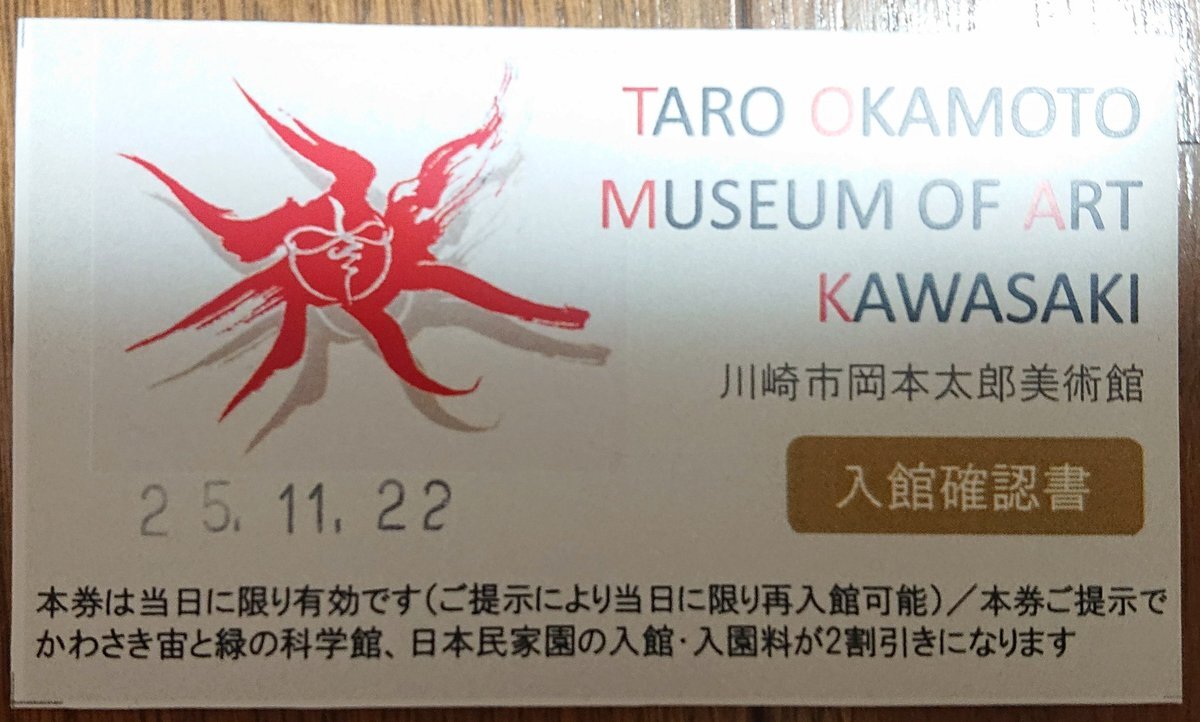 TARO OKAMOTO
MUSEUM OF ART
KAWASAKI
川崎市岡本太郎美術館
入館確認書
25.11.22
本券は当日に限り有効です(ご提示により当日に限り再入館可能)/本券ご提示で
かわさき宙と緑の科学館、日本民家園の入館・入園料が2割引きになります